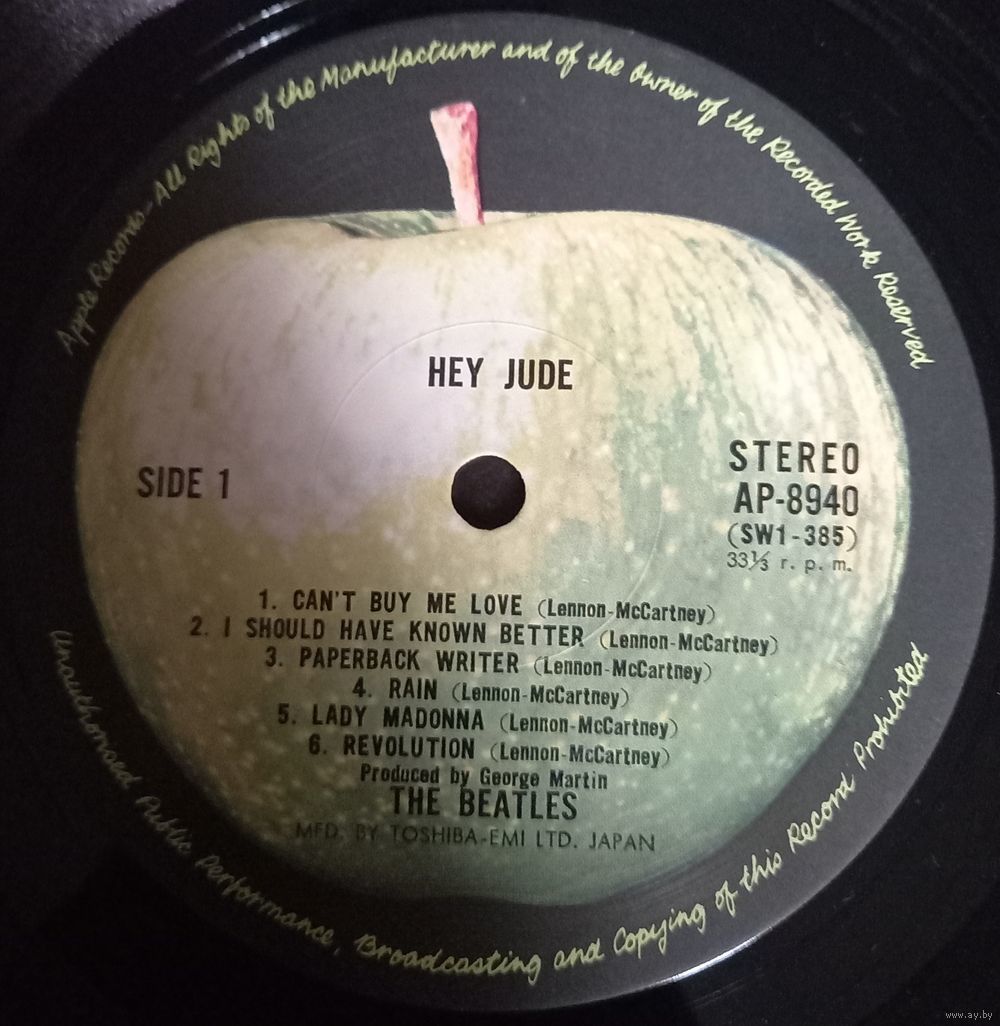 Apple Records-All Rights of the Manufacturer and of the Owner of the Recorded Work Reserved
HEY JUDE
SIDE 1
STEREO
AP-8940
(SW1-385)
33⅓ r. p. m.
1. CAN'T BUY ME LOVE (Lennon-McCartney)
2. I SHOULD HAVE KNOWN BETTER (Lennon-McCartney)
3. PAPERBACK WRITER (Lennon-McCartney)
4. RAIN (Lennon-McCartney)
5. LADY MADONNA (Lennon-McCartney)
6. REVOLUTION (Lennon-McCartney)
Produced by George Martin
THE BEATLES
MFD. BY TOSHIBA-EMI LTD. JAPAN
Unauthorised Public Performance, Broadcasting and Copying of this Record Prohibited
www.ay.by